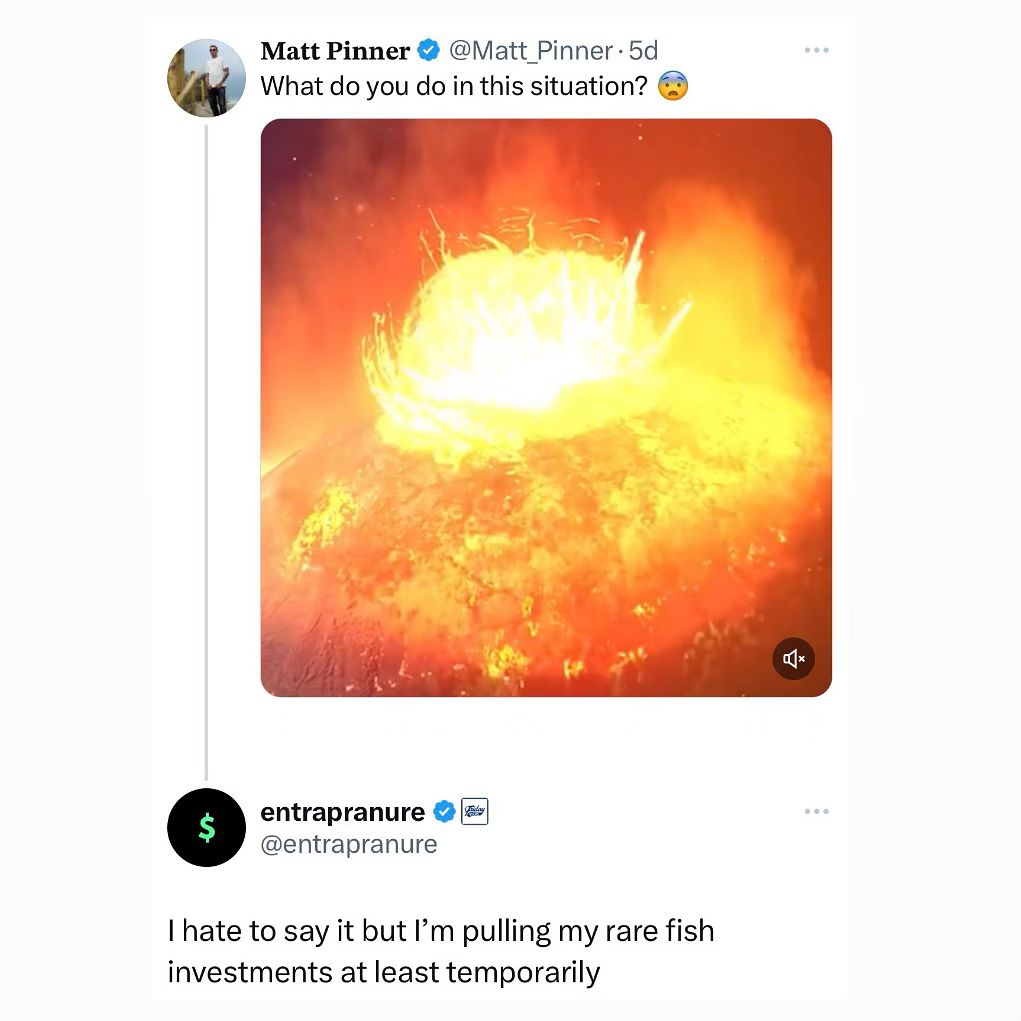 Matt Pinner @Matt_Pinner · 5d
What do you do in this situation? 😨
$
entrapranure
@entrapranure
I hate to say it but I’m pulling my rare fish
investments at least temporarily